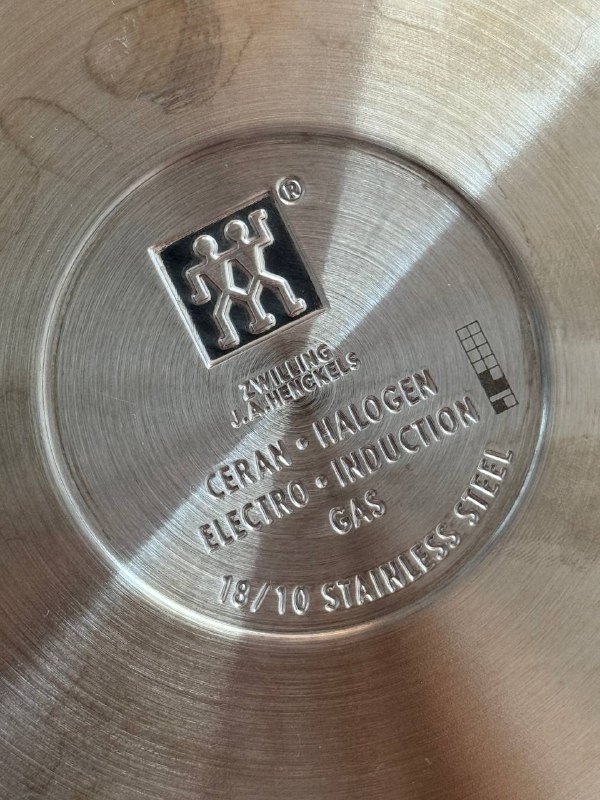 ®
ZWILLING
J.A.HENCKELS
CERAN • HALOGEN
ELECTRO • INDUCTION
GAS
18/10 STAINLESS STEEL